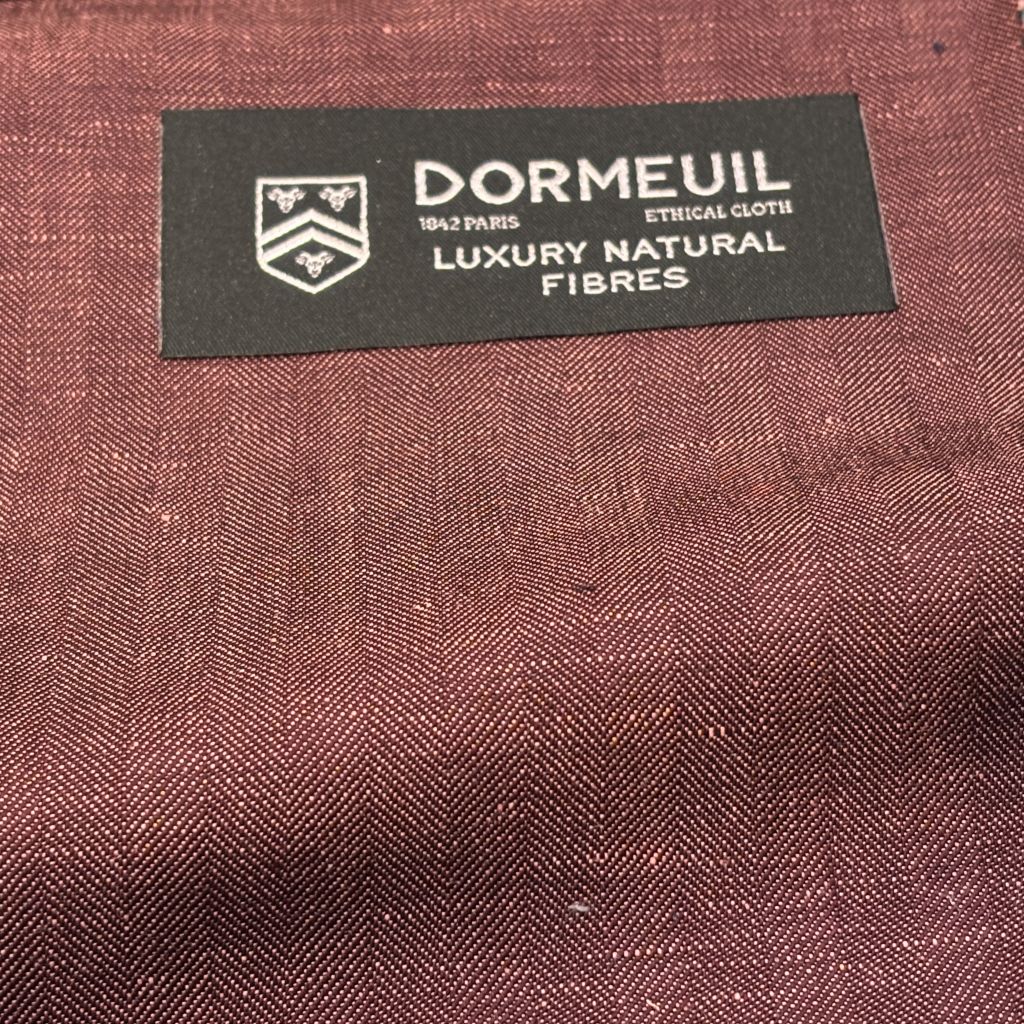 DORMEUIL
1842 PARIS ETHICAL CLOTH
LUXURY NATURAL
FIBRES